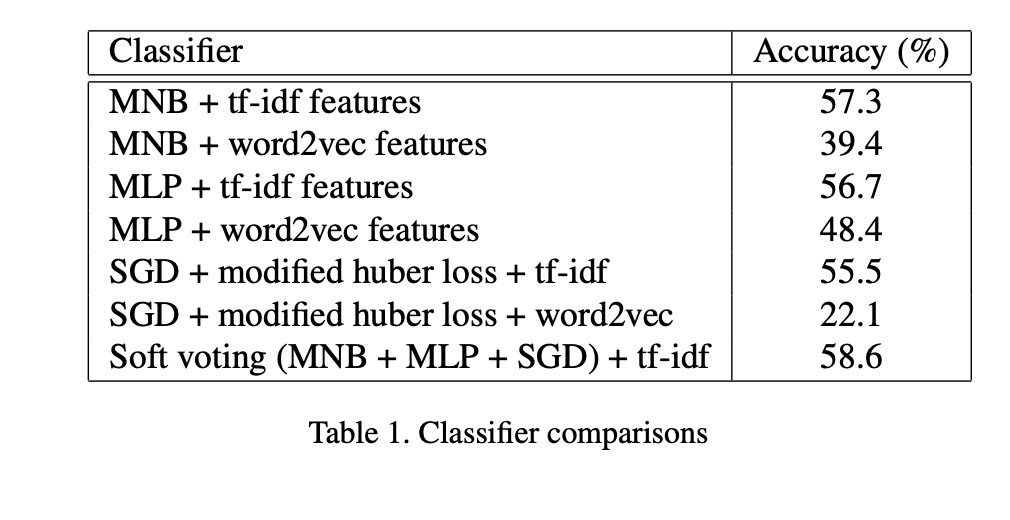 Classifier Accuracy (%)
MNB + tf-idf features 57.3
MNB + word2vec features 39.4
MLP + tf-idf features 56.7
MLP + word2vec features 48.4
SGD + modified huber loss + tf-idf 55.5
SGD + modified huber loss + word2vec 22.1
Soft voting (MNB + MLP + SGD) + tf-idf 58.6
Table 1. Classifier comparisons